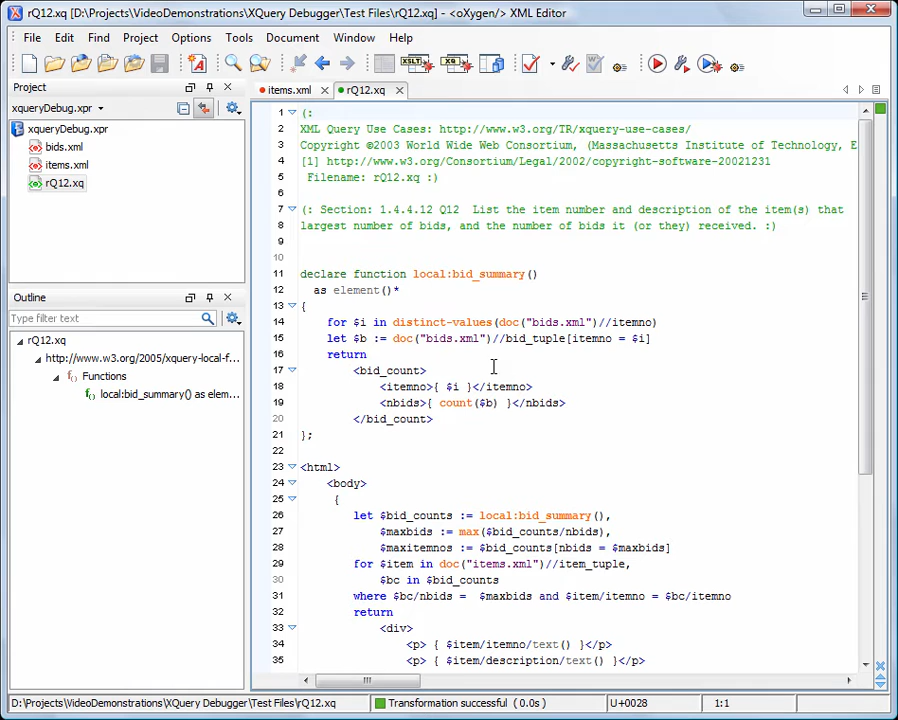 rQ12.xq [D:\Projects\VideoDemonstrations\XQuery Debugger\Test Files\rQ12.xq] - <oXygen/> XML Editor
File Edit Find Project Options Tools Document Window Help
XSLT XQ
Project
xqueryDebug.xpr
xqueryDebug.xpr
bids.xml
items.xml
rQ12.xq
Outline
Type filter text
rQ12.xq
http://www.w3.org/2005/xquery-local-f...
Functions
local:bid_summary() as elem...
items.xml rQ12.xq
1 (:
2 XML Query Use Cases: http://www.w3.org/TR/xquery-use-cases/
3 Copyright ©2003 World Wide Web Consortium, (Massachusetts Institute of Technology, E
4 [1] http://www.w3.org/Consortium/Legal/2002/copyright-software-20021231
5 Filename: rQ12.xq :)
6
7 (: Section: 1.4.4.12 Q12  List the item number and description of the item(s) that
8 largest number of bids, and the number of bids it (or they) received. :)
9
10
11 declare function local:bid_summary()
12 as element()*
13 {
14 for $i in distinct-values(doc("bids.xml")//itemno)
15 let $b := doc("bids.xml")//bid_tuple[itemno = $i]
16 return
17 <bid_count>
18 <itemno>{ $i }</itemno>
19 <nbids>{ count($b) }</nbids>
20 </bid_count>
21 };
22
23 <html>
24 <body>
25 {
26 let $bid_counts := local:bid_summary(),
27 $maxbids := max($bid_counts/nbids),
28 $maxitemnos := $bid_counts[nbids = $maxbids]
29 for $item in doc("items.xml")//item_tuple,
30 $bc in $bid_counts
31 where $bc/nbids =  $maxbids and $item/itemno = $bc/itemno
32 return
33 <div>
34 <p> { $item/itemno/text() }</p>
35 <p> { $item/description/text() }</p>
D:\Projects\VideoDemonstrations\XQuery Debugger\Test Files\rQ12.xq Transformation successful ( 0.0s) U+0028 1:1